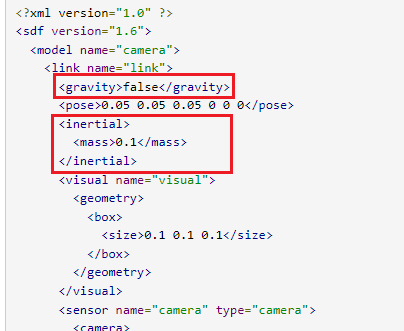 <?xml version="1.0" ?>
<sdf version="1.6">
<model name="camera">
<link name="link">
<gravity>false</gravity>
<pose>0.05 0.05 0.05 0 0 0</pose>
<inertial>
<mass>0.1</mass>
</inertial>
<visual name="visual">
<geometry>
<box>
<size>0.1 0.1 0.1</size>
</box>
</geometry>
</visual>
<sensor name="camera" type="camera">
<camera>